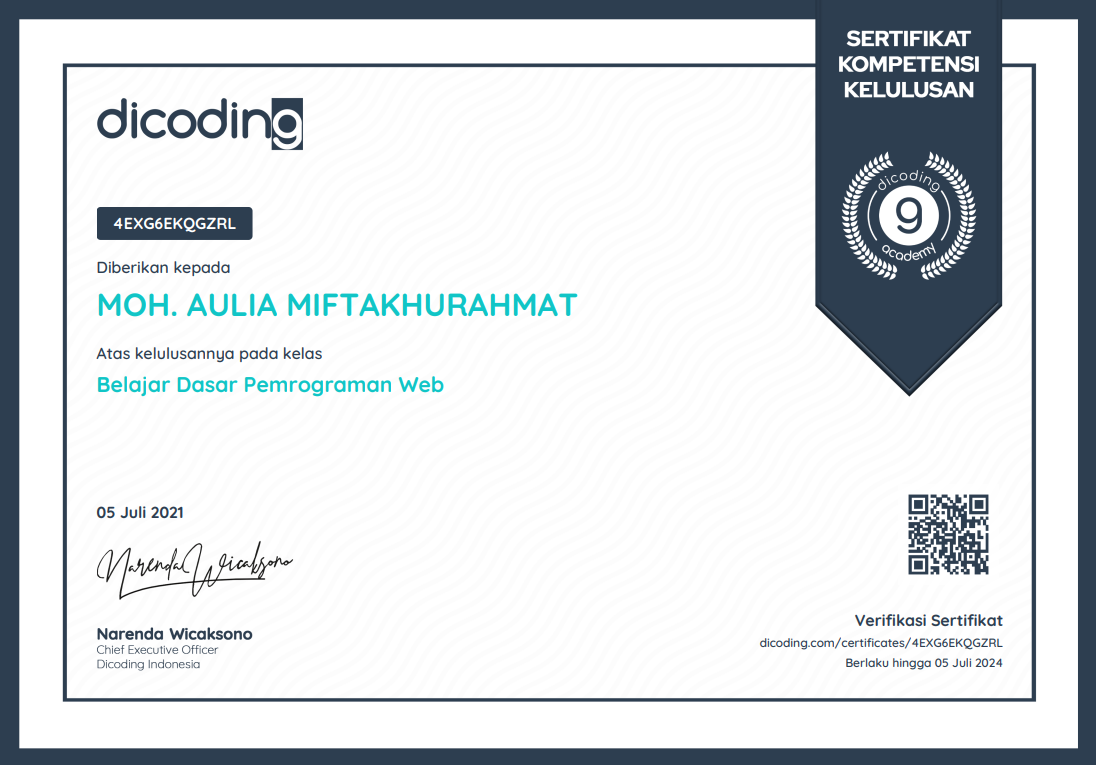 SERTIFIKAT
KOMPETENSI
KELULUSAN
dicoding
dicoding
9
academy
4EXG6EKQGZRL
Diberikan kepada
MOH. AULIA MIFTAKHURAHMAT
Atas kelulusannya pada kelas
Belajar Dasar Pemrograman Web
05 Juli 2021
Narenda Wicaksono
Narenda Wicaksono
Chief Executive Officer
Dicoding Indonesia
Verifikasi Sertifikat
dicoding.com/certificates/4EXG6EKQGZRL
Berlaku hingga 05 Juli 2024